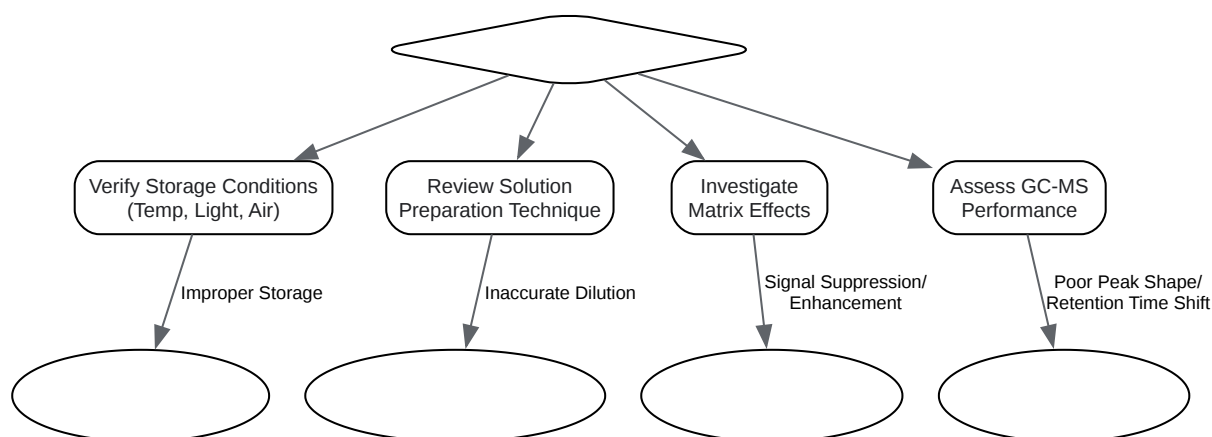 Verify Storage Conditions
(Temp, Light, Air)
Review Solution
Preparation Technique
Investigate
Matrix Effects
Assess GC-MS
Performance
Improper Storage
Inaccurate Dilution
Signal Suppression/
Enhancement
Poor Peak Shape/
Retention Time Shift